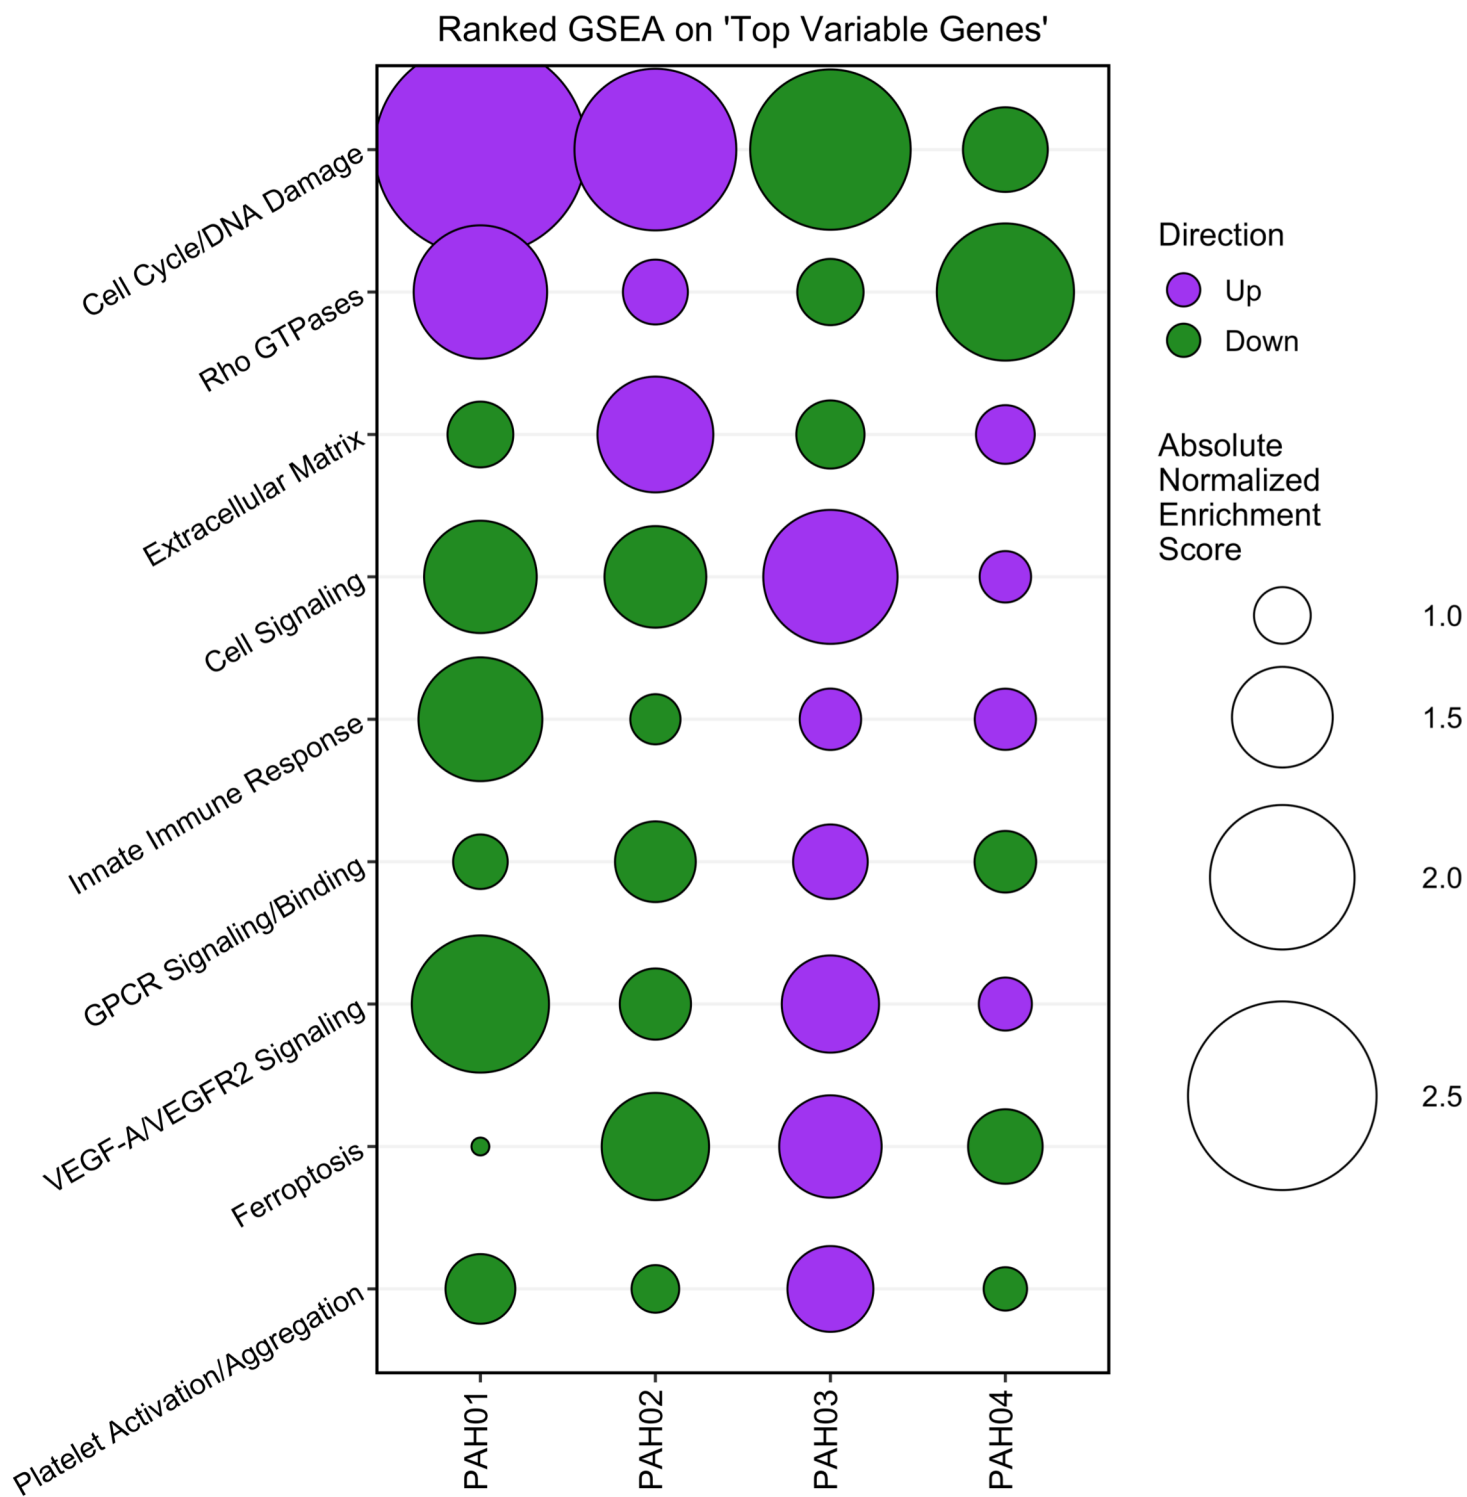 Ranked GSEA on 'Top Variable Genes'
Cell Cycle/DNA Damage
Rho GTPases
Extracellular Matrix
Cell Signaling
Innate Immune Response
GPCR Signaling/Binding
VEGF-A/VEGFR2 Signaling
Ferroptosis
Platelet Activation/Aggregation
PAH01
PAH02
PAH03
PAH04
Direction
Up
Down
Absolute
Normalized
Enrichment
Score
1.0
1.5
2.0
2.5